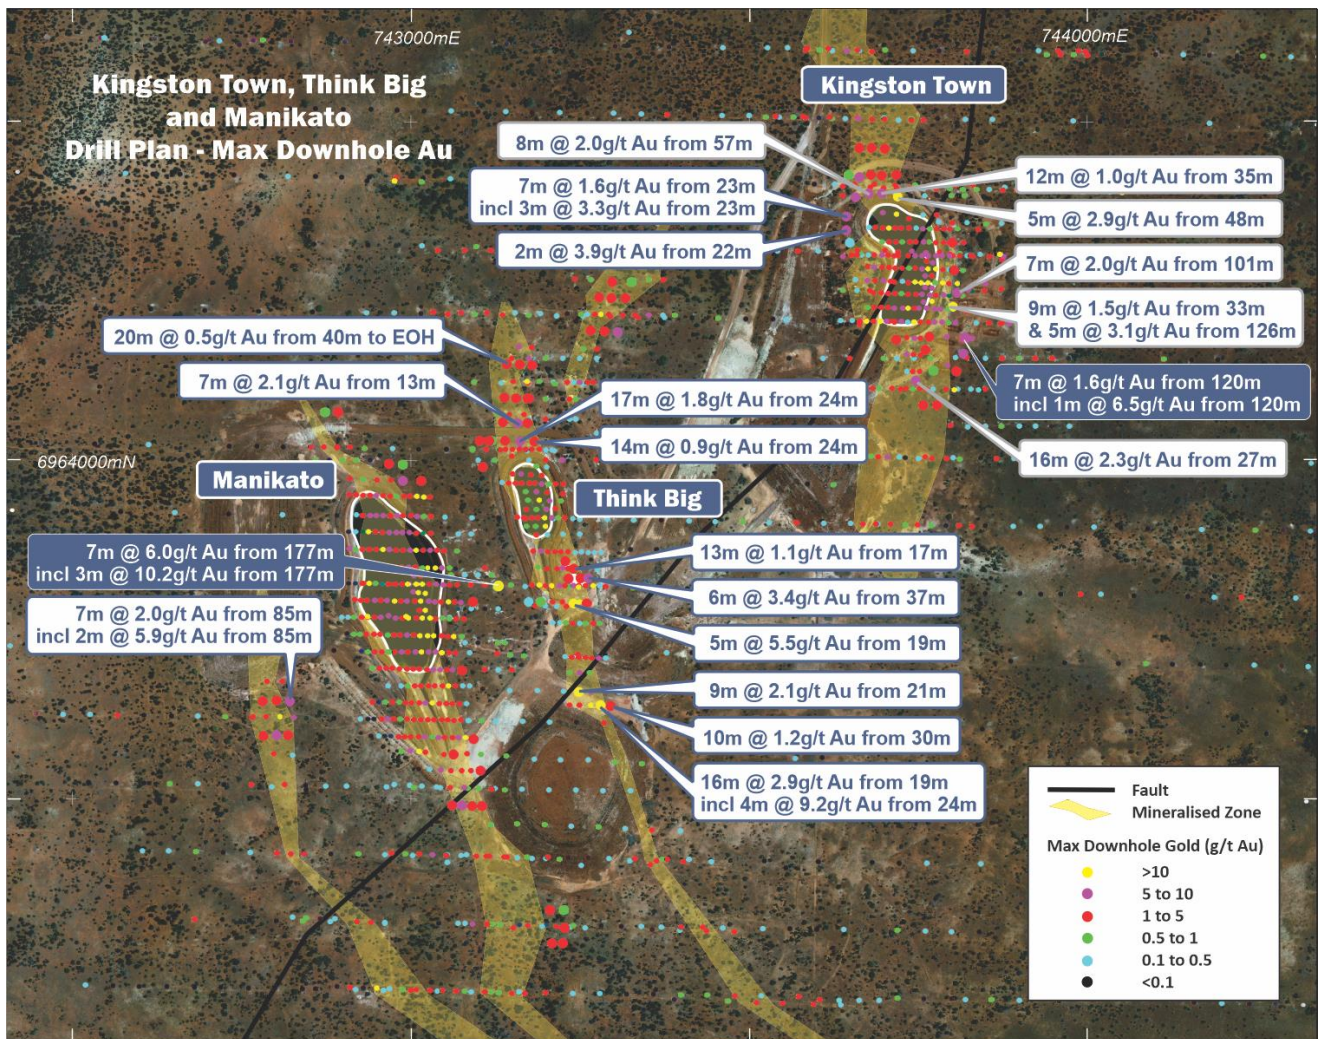 743000mE
744000mE
Kingston Town, Think Big
and Manikato
Drill Plan - Max Downhole Au
Kingston Town
8m @ 2.0g/t Au from 57m
7m @ 1.6g/t Au from 23m
incl 3m @ 3.3g/t Au from 23m
2m @ 3.9g/t Au from 22m
12m @ 1.0g/t Au from 35m
5m @ 2.9g/t Au from 48m
7m @ 2.0g/t Au from 101m
9m @ 1.5g/t Au from 33m
& 5m @ 3.1g/t Au from 126m
7m @ 1.6g/t Au from 120m
incl 1m @ 6.5g/t Au from 120m
16m @ 2.3g/t Au from 27m
20m @ 0.5g/t Au from 40m to EOH
7m @ 2.1g/t Au from 13m
17m @ 1.8g/t Au from 24m
14m @ 0.9g/t Au from 24m
6964000mN
Manikato
Think Big
7m @ 6.0g/t Au from 177m
incl 3m @ 10.2g/t Au from 177m
7m @ 2.0g/t Au from 85m
incl 2m @ 5.9g/t Au from 85m
13m @ 1.1g/t Au from 17m
6m @ 3.4g/t Au from 37m
5m @ 5.5g/t Au from 19m
9m @ 2.1g/t Au from 21m
10m @ 1.2g/t Au from 30m
16m @ 2.9g/t Au from 19m
incl 4m @ 9.2g/t Au from 24m
Fault
Mineralised Zone
Max Downhole Gold (g/t Au)
>10
5 to 10
1 to 5
0.5 to 1
0.1 to 0.5
<0.1